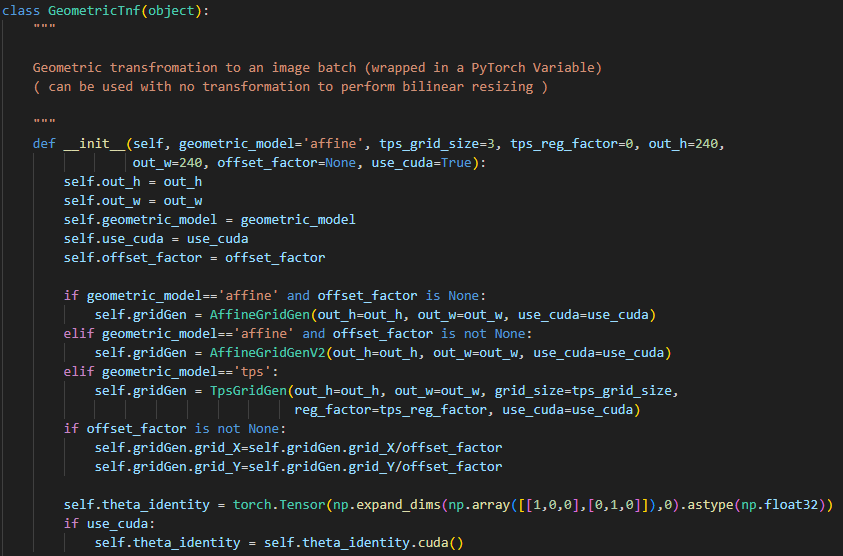 class GeometricTnf(object):
    """

    Geometric transfromation to an image batch (wrapped in a PyTorch Variable)
    ( can be used with no transformation to perform bilinear resizing )

    """
    def __init__(self, geometric_model='affine', tps_grid_size=3, tps_reg_factor=0, out_h=240,
                 out_w=240, offset_factor=None, use_cuda=True):
        self.out_h = out_h
        self.out_w = out_w
        self.geometric_model = geometric_model
        self.use_cuda = use_cuda
        self.offset_factor = offset_factor

        if geometric_model=='affine' and offset_factor is None:
            self.gridGen = AffineGridGen(out_h=out_h, out_w=out_w, use_cuda=use_cuda)
        elif geometric_model=='affine' and offset_factor is not None:
            self.gridGen = AffineGridGenV2(out_h=out_h, out_w=out_w, use_cuda=use_cuda)
        elif geometric_model=='tps':
            self.gridGen = TpsGridGen(out_h=out_h, out_w=out_w, grid_size=tps_grid_size,
                                      reg_factor=tps_reg_factor, use_cuda=use_cuda)
        if offset_factor is not None:
            self.gridGen.grid_X=self.gridGen.grid_X/offset_factor
            self.gridGen.grid_Y=self.gridGen.grid_Y/offset_factor

        self.theta_identity = torch.Tensor(np.expand_dims(np.array([[1,0,0],[0,1,0]]),0).astype(np.float32))
        if use_cuda:
            self.theta_identity = self.theta_identity.cuda()